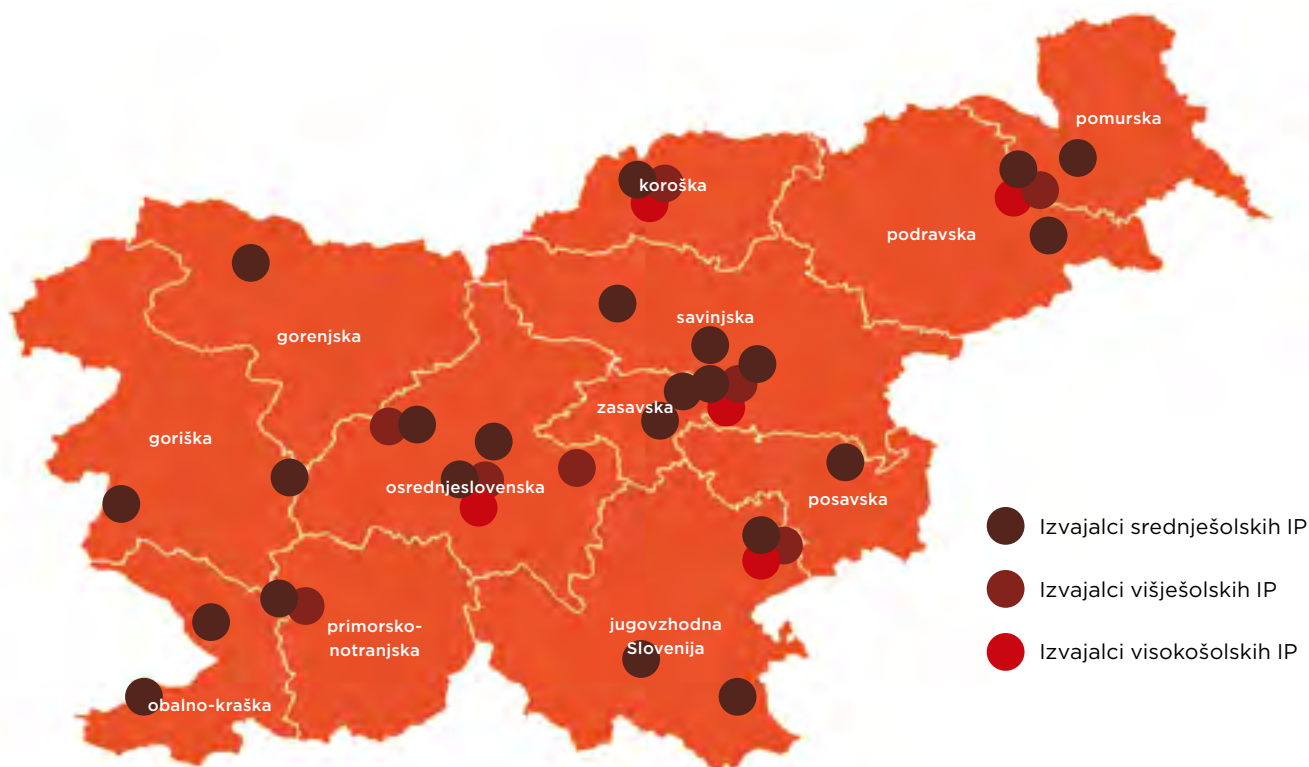 pomurska
koroška
podravska
savinjska
gorenjska
zasavska
goriška
osrednjeslovenska
posavska
primorsko-
notranjska
jugovzhodna
Slovenija
obalno-kraška
Izvajalci srednješolskih IP
Izvajalci višješolskih IP
Izvajalci visokošolskih IP